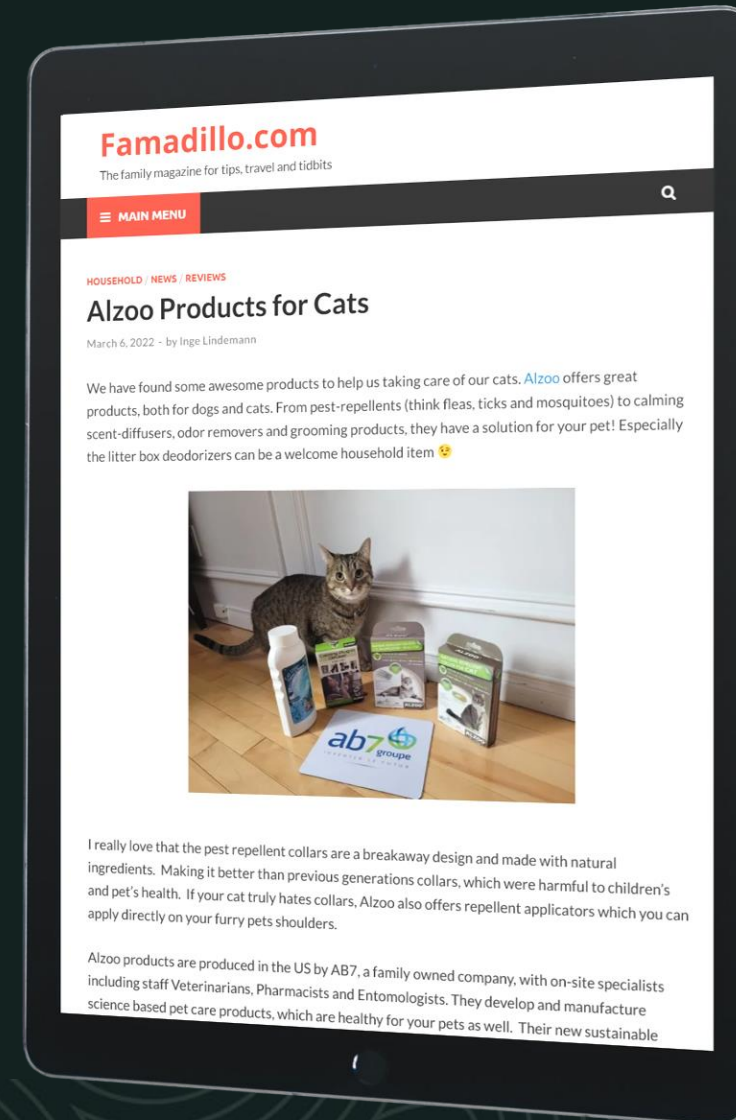 Famadillo.com
The family magazine for tips, travel and tidbits
☰ MAIN MENU
HOUSEHOLD / NEWS / REVIEWS
Alzoo Products for Cats
March 6, 2022 - by Inge Lindemann
We have found some awesome products to help us taking care of our cats. Alzoo offers great
products, both for dogs and cats. From pest-repellents (think fleas, ticks and mosquitoes) to calming
scent-diffusers, odor removers and grooming products, they have a solution for your pet! Especially
the litter box deodorizers can be a welcome household item 😉
ab7
groupe
I really love that the pest repellent collars are a breakaway design and made with natural
ingredients. Making it better than previous generations collars, which were harmful to children's
and pet's health. If your cat truly hates collars, Alzoo also offers repellent applicators which you can
apply directly on your furry pets shoulders.
Alzoo products are produced in the US by AB7, a family owned company, with on-site specialists
including staff Veterinarians, Pharmacists and Entomologists. They develop and manufacture
science based pet care products, which are healthy for your pets as well. Their new sustainable